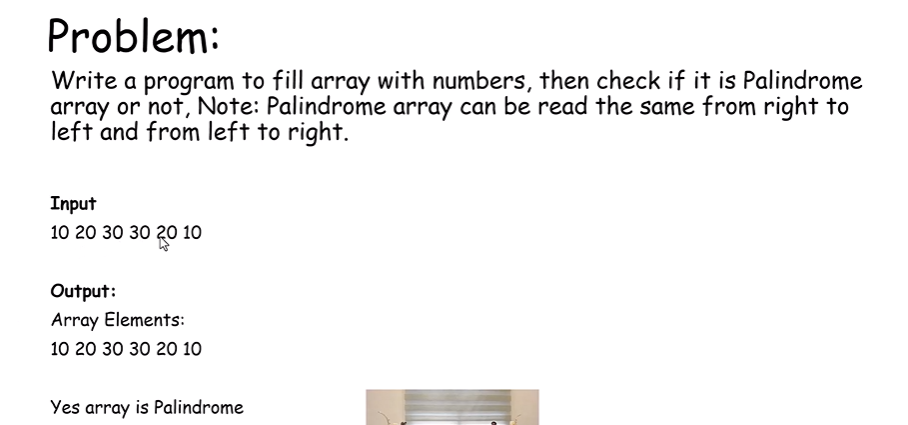 Problem:
Write a program to fill array with numbers, then check if it is Palindrome
array or not, Note: Palindrome array can be read the same from right to
left and from left to right.
Input
10 20 30 30 20 10
Output:
Array Elements:
10 20 30 30 20 10
Yes array is Palindrome